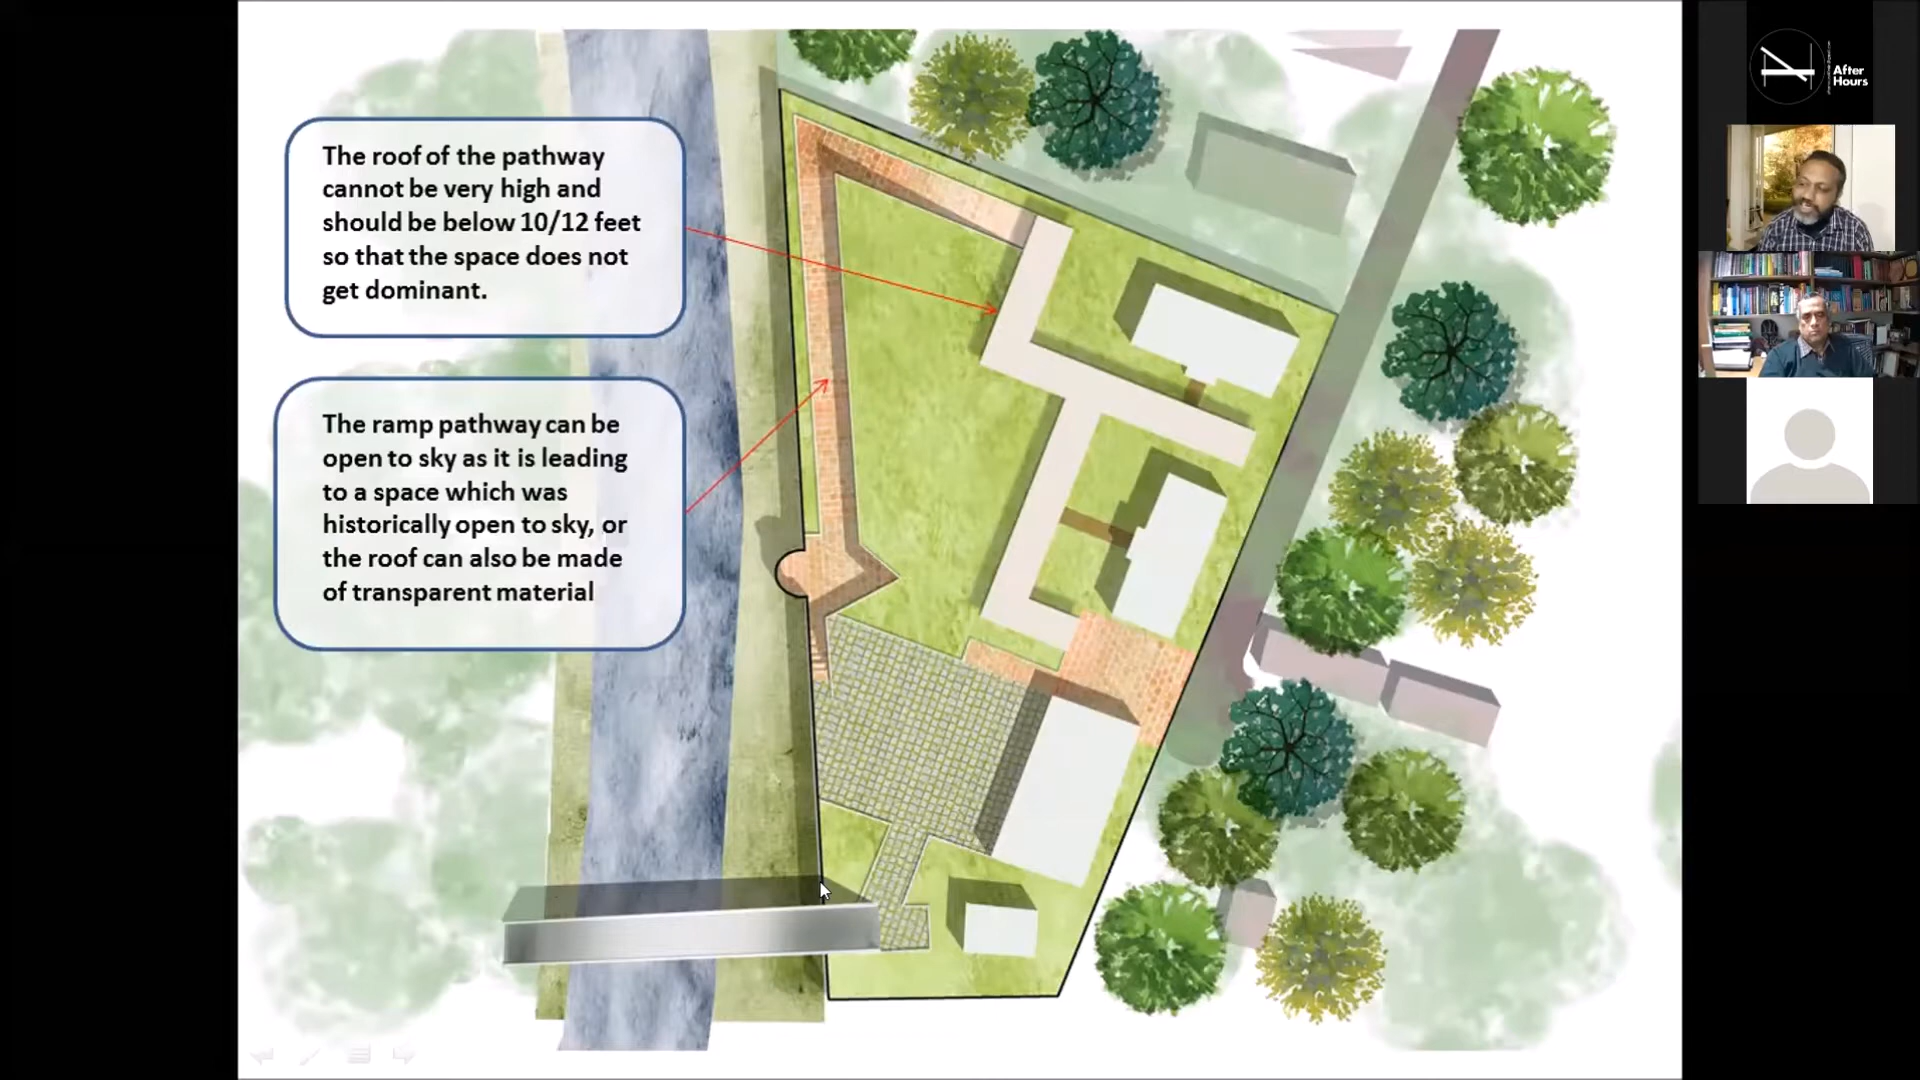 The roof of the pathway
cannot be very high and
should be below 10/12 feet
so that the space does not
get dominant.
The ramp pathway can be
open to sky as it is leading
to a space which was
historically open to sky, or
the roof can also be made
of transparent material
After
Hours